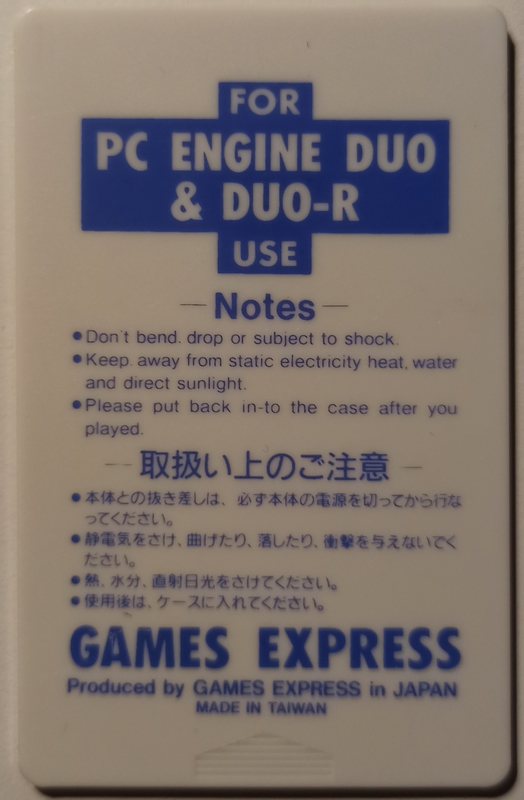 FOR
PC ENGINE DUO
& DUO-R
USE
Notes
●Don't bend. drop or subject to shock.
●Keep. away from static electricity heat, water
and direct sunlight.
●Please put back in-to the case after you
played.
取扱い上のご注意
●本体との抜き差しは、必ず本体の電源を切ってから行な
ってください。
●静電気をさけ、曲げたり、落したり、衝撃を与えないでく
ださい。
●熱、水分、直射日光をさけてください。
●使用後は、ケースに入れてください。
GAMES EXPRESS
Produced by GAMES EXPRESS in JAPAN
MADE IN TAIWAN